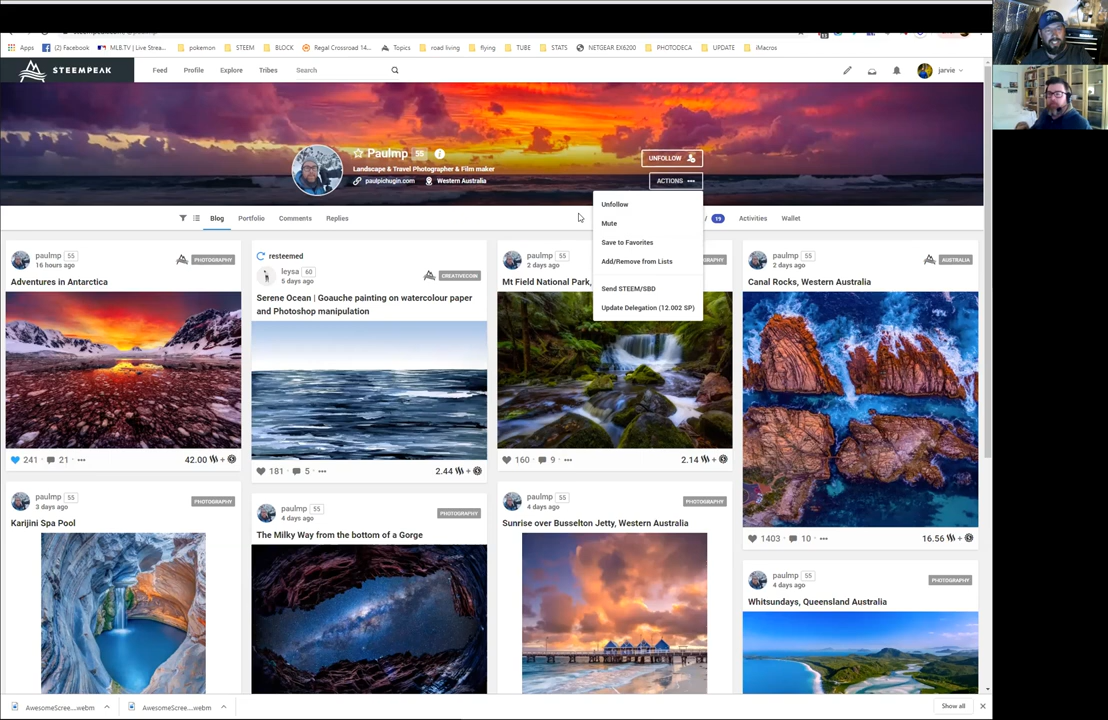 Apps
(2) Facebook
MLB.TV | Live Strea...
pokemon
STEEM
BLOCK
Regal Crossroad 14...
Topics
road living
flying
TUBE
STATS
NETGEAR EX6200
PHOTODECA
UPDATE
iMacros
STEEMPEAK
Feed
Profile
Explore
Tribes
Search
jarvie
Paulmp 55
UNFOLLOW
Landscape & Travel Photographer & Film maker
paulpichugin.com
Western Australia
ACTIONS
Unfollow
Mute
Save to Favorites
Add/Remove from Lists
Send STEEM/SBD
Update Delegation (12.002 SP)
Blog
Portfolio
Comments
Replies
19
Activities
Wallet
paulmp 55
16 hours ago
PHOTOGRAPHY
Adventures in Antarctica
241
21
42.00
resteemed
leysa 60
5 days ago
CREATIVECOIN
Serene Ocean | Goauche painting on watercolour paper
and Photoshop manipulation
181
5
2.44
paulmp 55
2 days ago
Mt Field National Park,
160
9
2.14
paulmp 55
2 days ago
AUSTRALIA
Canal Rocks, Western Australia
1403
10
16.56
paulmp 55
3 days ago
PHOTOGRAPHY
Karijini Spa Pool
paulmp 55
4 days ago
PHOTOGRAPHY
The Milky Way from the bottom of a Gorge
paulmp 55
4 days ago
PHOTOGRAPHY
Sunrise over Busselton Jetty, Western Australia
paulmp 55
4 days ago
PHOTOGRAPHY
Whitsundays, Queensland Australia
AwesomeScree....webm
AwesomeScree....webm
Show all